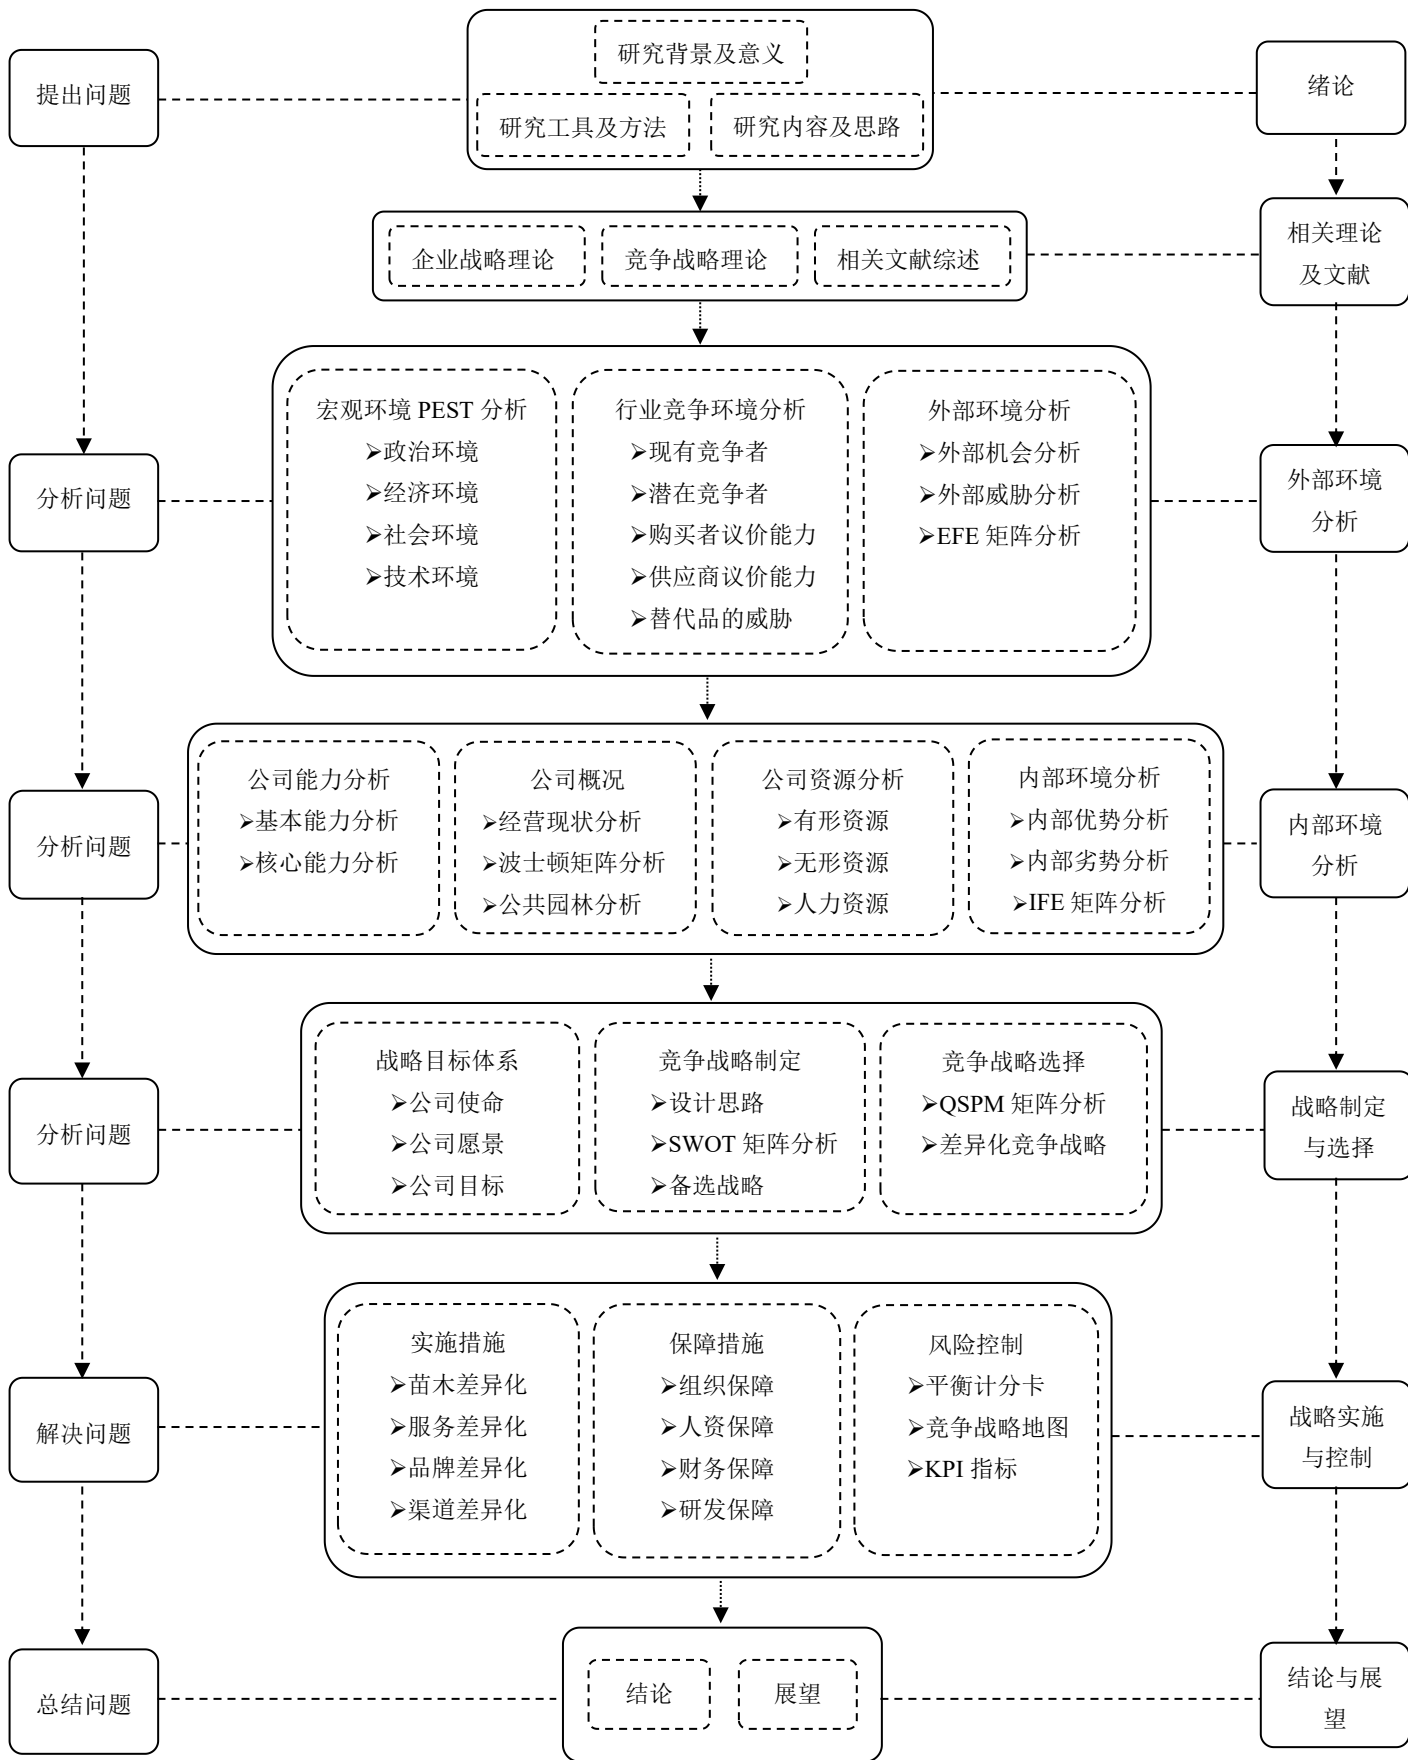 研究背景及意义
提出问题
研究工具及方法
研究内容及思路
绪论
企业战略理论
竞争战略理论
相关文献综述
相关理论
及文献
分析问题
宏观环境 PEST 分析
➢政治环境
➢经济环境
➢社会环境
➢技术环境
行业竞争环境分析
➢现有竞争者
➢潜在竞争者
➢购买者议价能力
➢供应商议价能力
➢替代品的威胁
外部环境分析
➢外部机会分析
➢外部威胁分析
➢EFE 矩阵分析
外部环境
分析
分析问题
公司能力分析
➢基本能力分析
➢核心能力分析
公司概况
➢经营现状分析
➢波士顿矩阵分析
➢公共园林分析
公司资源分析
➢有形资源
➢无形资源
➢人力资源
内部环境分析
➢内部优势分析
➢内部劣势分析
➢IFE 矩阵分析
内部环境
分析
分析问题
战略目标体系
➢公司使命
➢公司愿景
➢公司目标
竞争战略制定
➢设计思路
➢SWOT 矩阵分析
➢备选战略
竞争战略选择
➢QSPM 矩阵分析
➢差异化竞争战略
战略制定
与选择
解决问题
实施措施
➢苗木差异化
➢服务差异化
➢品牌差异化
➢渠道差异化
保障措施
➢组织保障
➢人资保障
➢财务保障
➢研发保障
风险控制
➢平衡计分卡
➢竞争战略地图
➢KPI 指标
战略实施
与控制
总结问题
结论
展望
结论与展
望